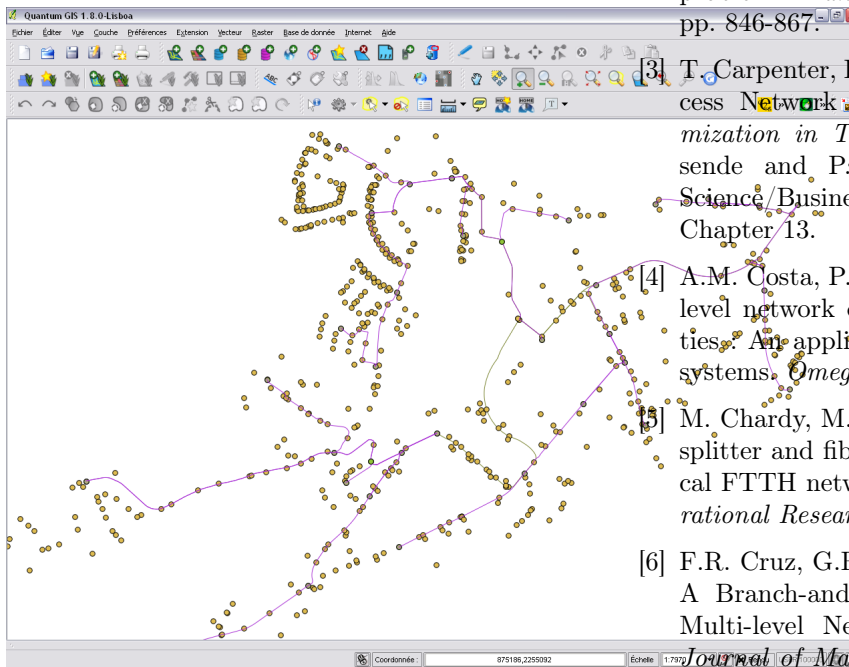 Quantum GIS 1.8.0-Lisboa
Fichier Éditer Vue Couche Préférences Extension Vecteur Raster Base de donnée Internet Aide
pp. 846-867.
[3] T. Carpenter,
cess Network
mization in
sende and
Science/Busine
Chapter 13.
[4] A.M. Costa, P.
level network
ties.: An appli
systems. Omeg
[5] M. Chardy, M.
splitter and fib
cal FTTH netw
rational Resear
[6] F.R. Cruz,
A Branch-and
Multi-level Ne
Journal of Ma
Coordonnée : 875186,2255092 Échelle